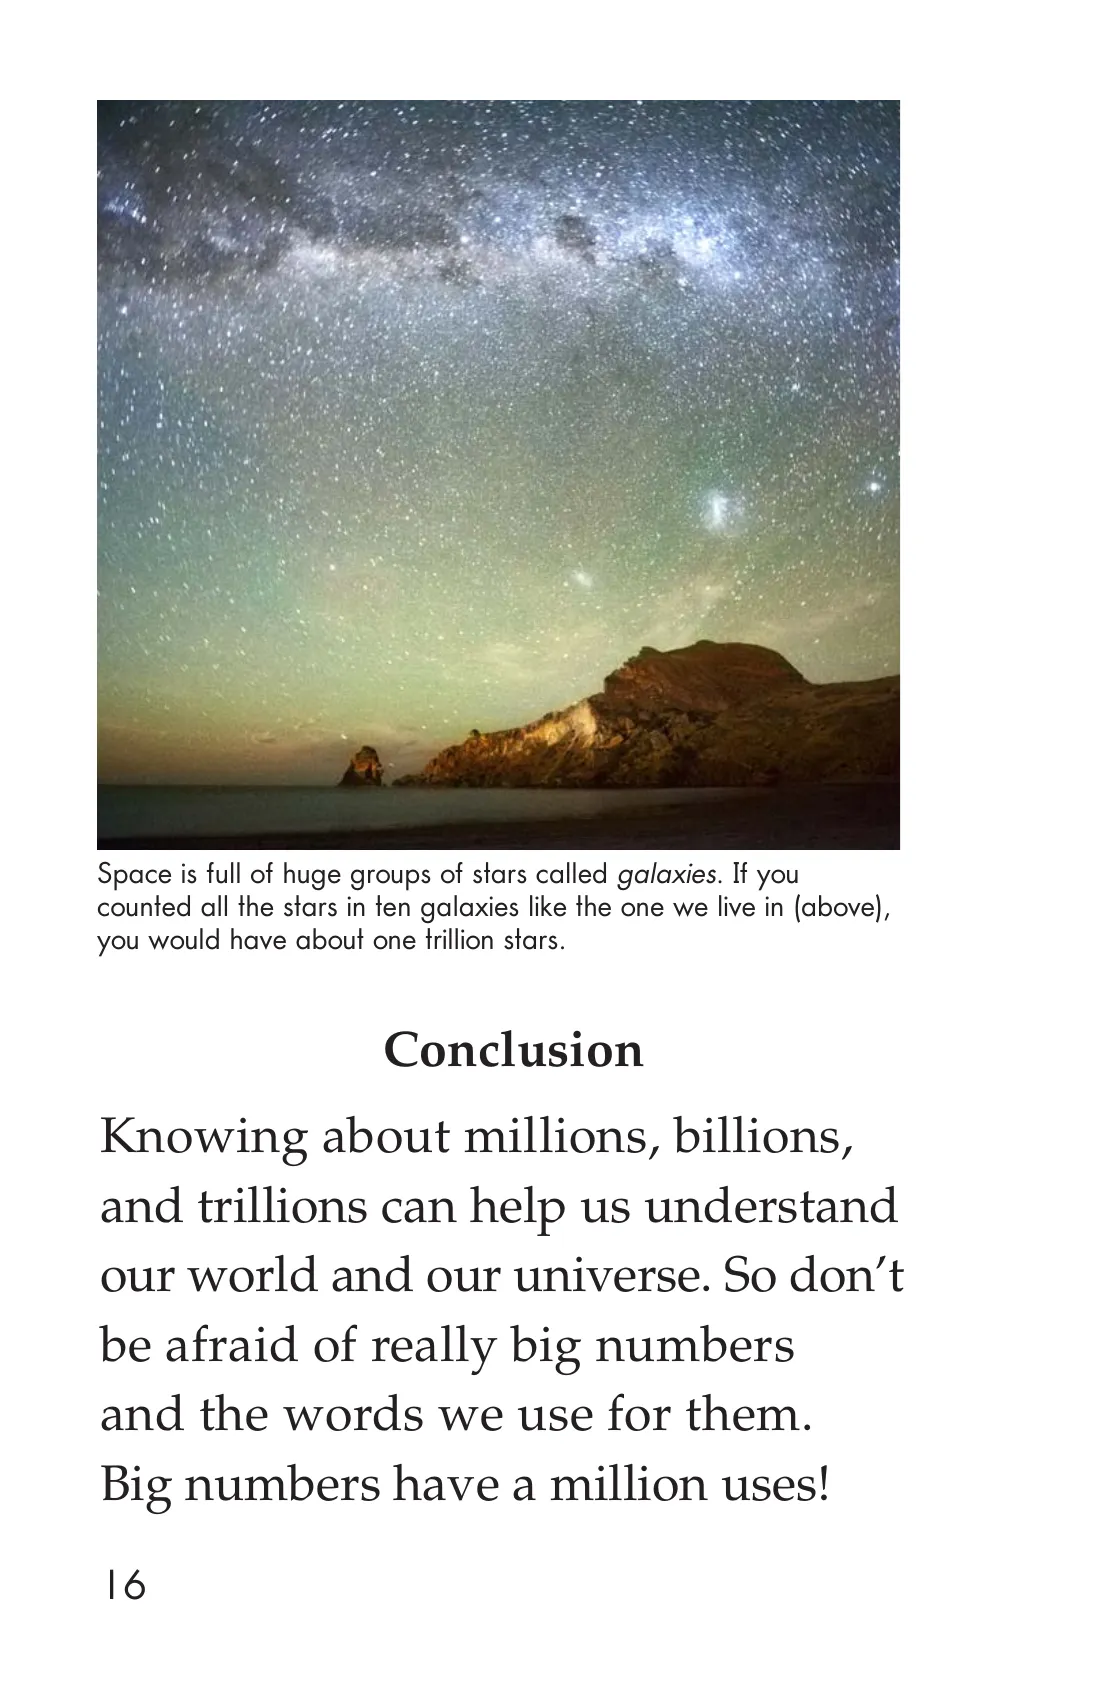 Space is full of huge groups of stars called galaxies. If you
counted all the stars in ten galaxies like the one we live in (above),
you would have about one trillion stars.
Conclusion
Knowing about millions, billions,
and trillions can help us understand
our world and our universe. So don’t
be afraid of really big numbers
and the words we use for them.
Big numbers have a million uses!
16